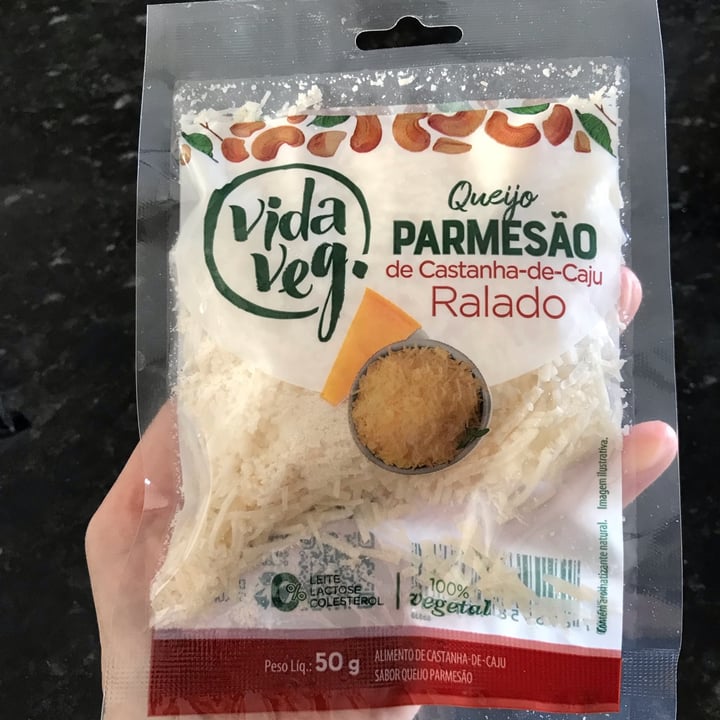 vida
veg.
Queijo
PARMESÃO
de Castanha-de-Caju
Ralado
Imagem ilustrativa.
Contém aromatizante natural.
0%
LEITE
LACTOSE
COLESTEROL
100%
vegetal
Peso Líq.: 50 g
ALIMENTO DE CASTANHA-DE-CAJU
SABOR QUEIJO PARMESÃO